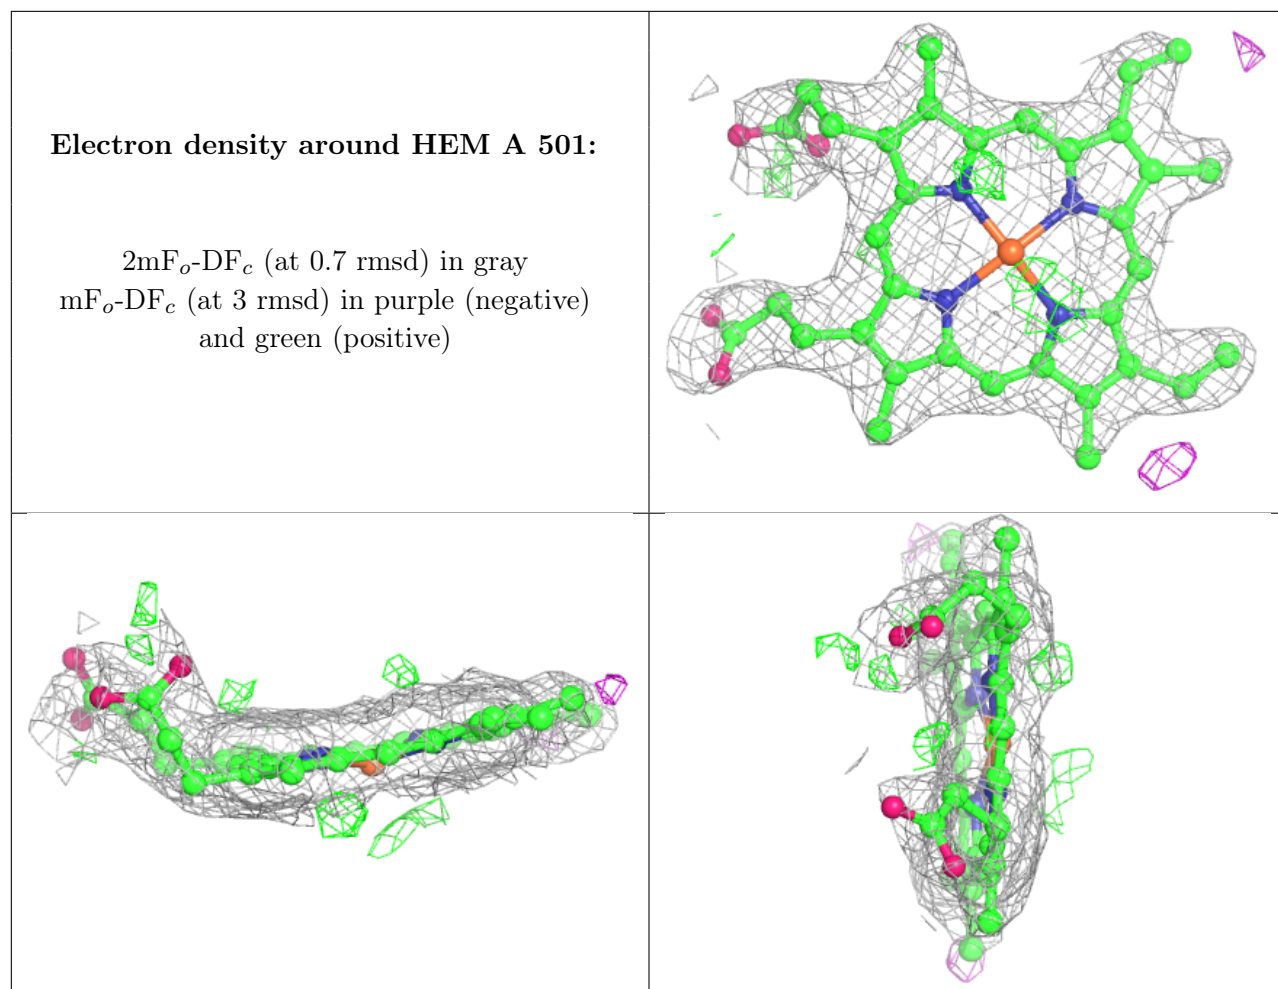 Electron density around HEM A 501:
2mFo-DFc (at 0.7 rmsd) in gray
mFo-DFc (at 3 rmsd) in purple (negative)
and green (positive)